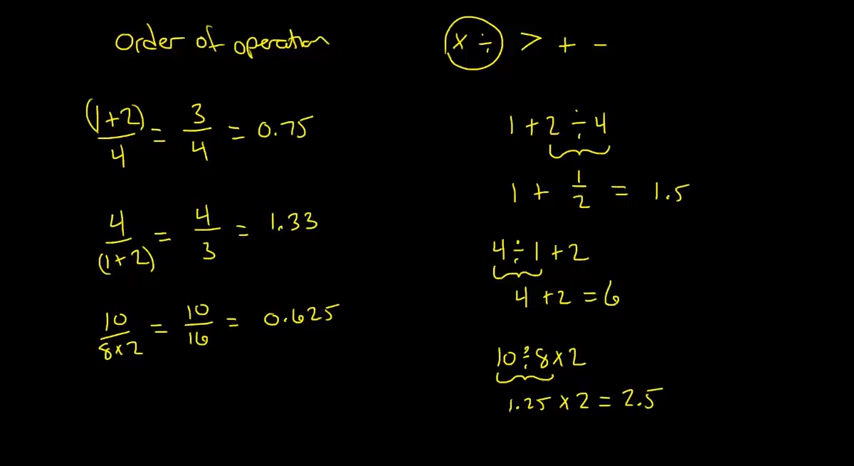 Order of operation
x ÷ > + -
(1+2)/4 = 3/4 = 0.75
4/(1+2) = 4/3 = 1.33
10/8x2 = 10/16 = 0.625
1 + 2 ÷ 4
1 + 1/2 = 1.5
4 ÷ 1 + 2
4 + 2 = 6
10 ÷ 8 x 2
1.25 x 2 = 2.5